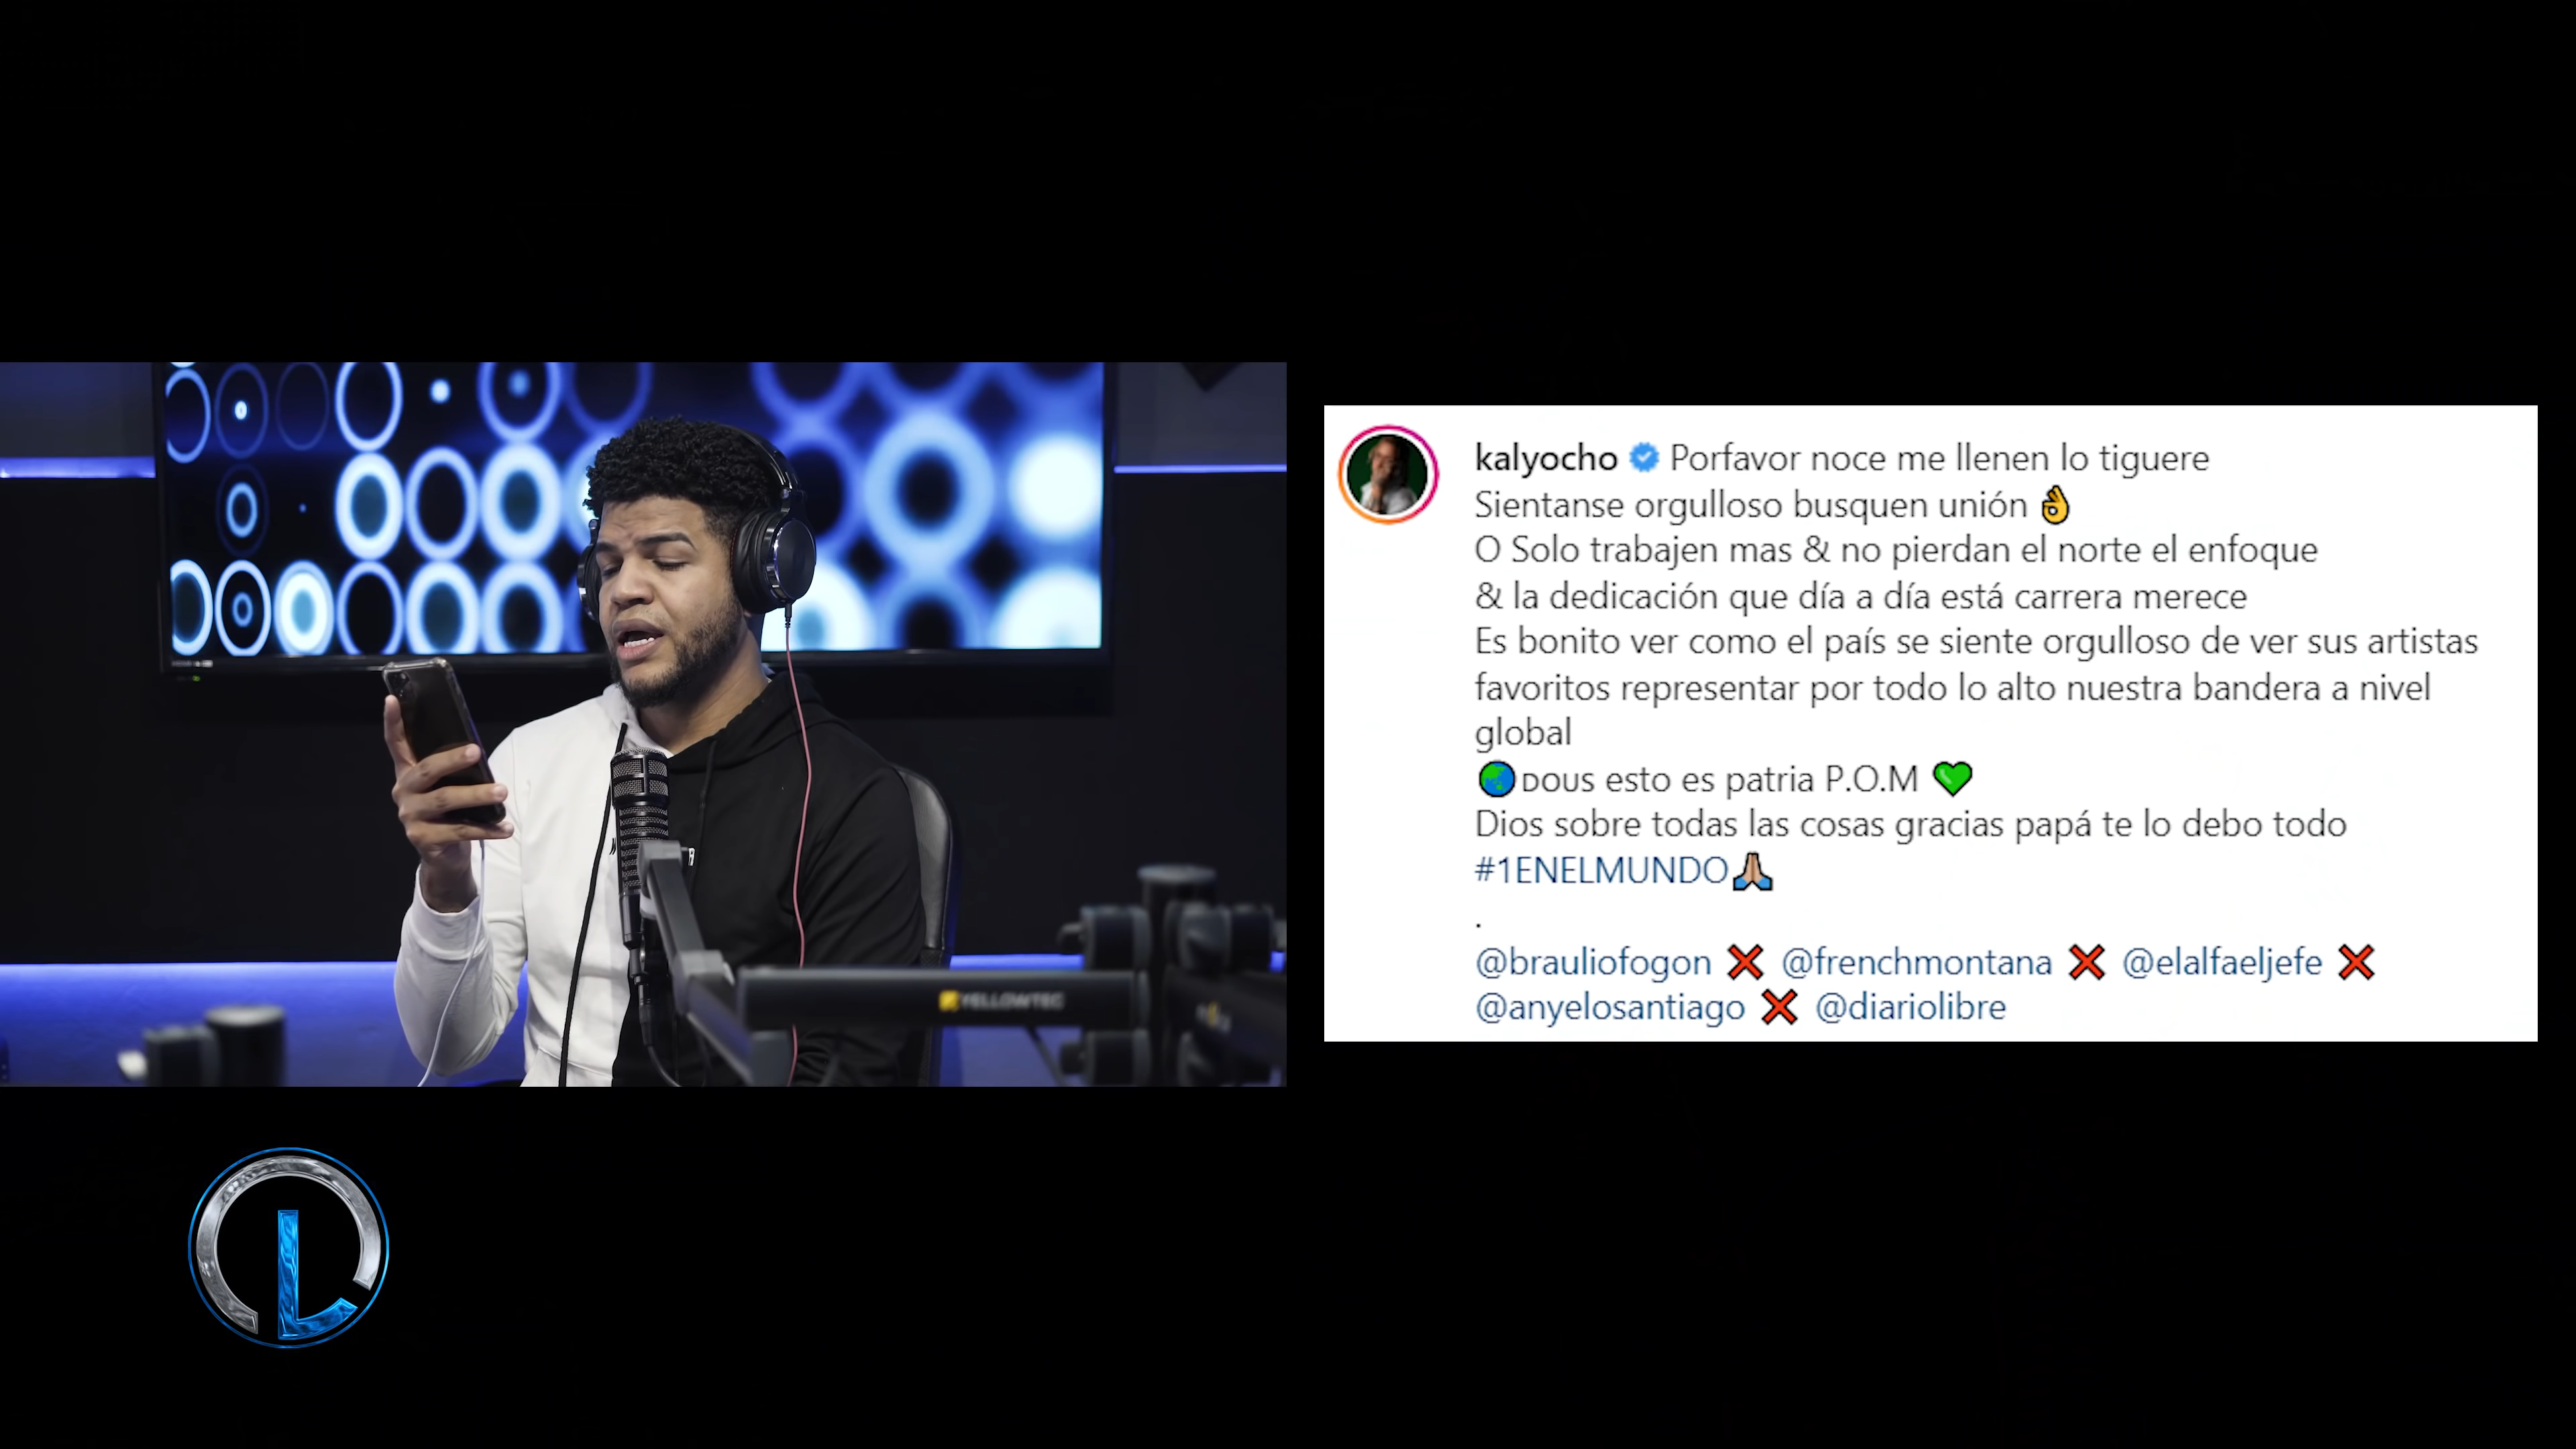 kalyocho Porfavor noce me llenen lo tiguere
Sientanse orgulloso busquen unión 👌
O Solo trabajen mas & no pierdan el norte el enfoque
& la dedicación que día a día está carrera merece
Es bonito ver como el país se siente orgulloso de ver sus artistas
favoritos representar por todo lo alto nuestra bandera a nivel
global
🌏ᴅᴏᴜs esto es patria P.O.M 💚
Dios sobre todas las cosas gracias papá te lo debo todo
#1ENELMUNDO🙏🏼
.
@brauliofogon ❌ @frenchmontana ❌ @elalfaeljefe ❌
@anyelosantiago ❌ @diariolibre
YELLOWTEC
L